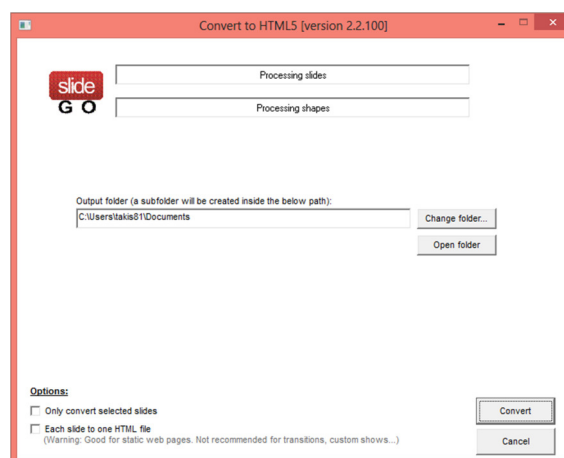 Convert to HTML5 [version 2.2.100]
slide
GO
Processing slides
Processing shapes
Output folder (a subfolder will be created inside the below path):
C:\Users\takis81\Documents
Change folder...
Open folder
Options:
Only convert selected slides
Each slide to one HTML file
(Warning: Good for static web pages. Not recommended for transitions, custom shows...)
Convert
Cancel